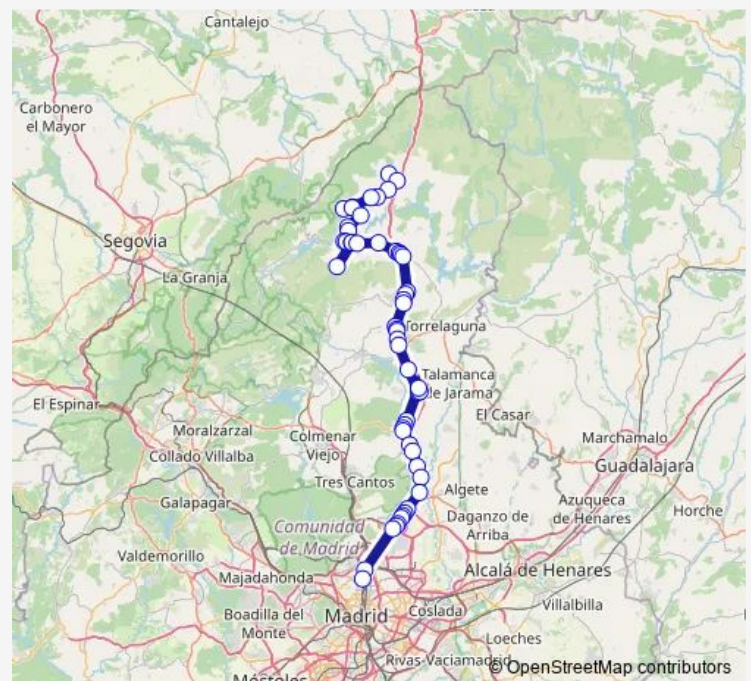 Cantalejo
Carbonero
el Mayor
Segovia
La Granja
Torrelaguna
Talamanca
de Jarama
El Espinar
El Casar
Moralzarzal
Collado Villalba
Colmenar
Viejo
Marchamalo
Guadalajara
Tres Cantos
Algete
Azuqueca
de Henares
Galapagar
Horche
Comunidad
de Madrid
Daganzo de
Arriba
Valdemorillo
Majadahonda
Alcalá de Henares
Villalbilla
Boadilla del
Monte
Madrid
Coslada
Loeches
Rivas-Vaciamadrid
© OpenStreetMap contributors
Móstoles